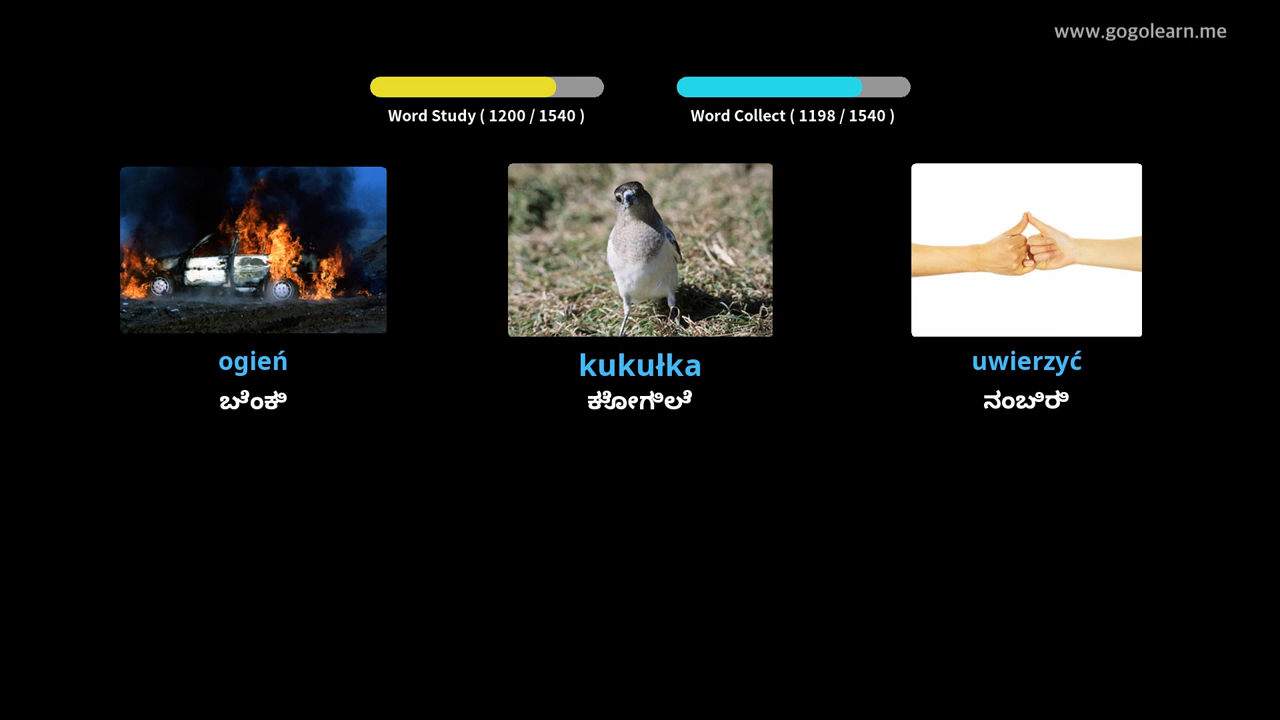 www.gogolearn.me
Word Study ( 1200 / 1540 )
Word Collect ( 1198 / 1540 )
ogień
kukułka
uwierzyć
ಬೆಂಕಿ
ಕೋಗಿಲೆ
ನಂಬಿರಿ